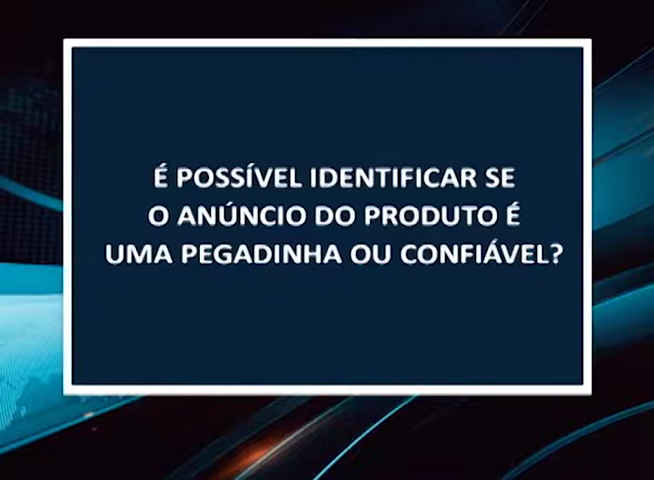 É POSSÍVEL IDENTIFICAR SE
O ANÚNCIO DO PRODUTO É
UMA PEGADINHA OU CONFIÁVEL?